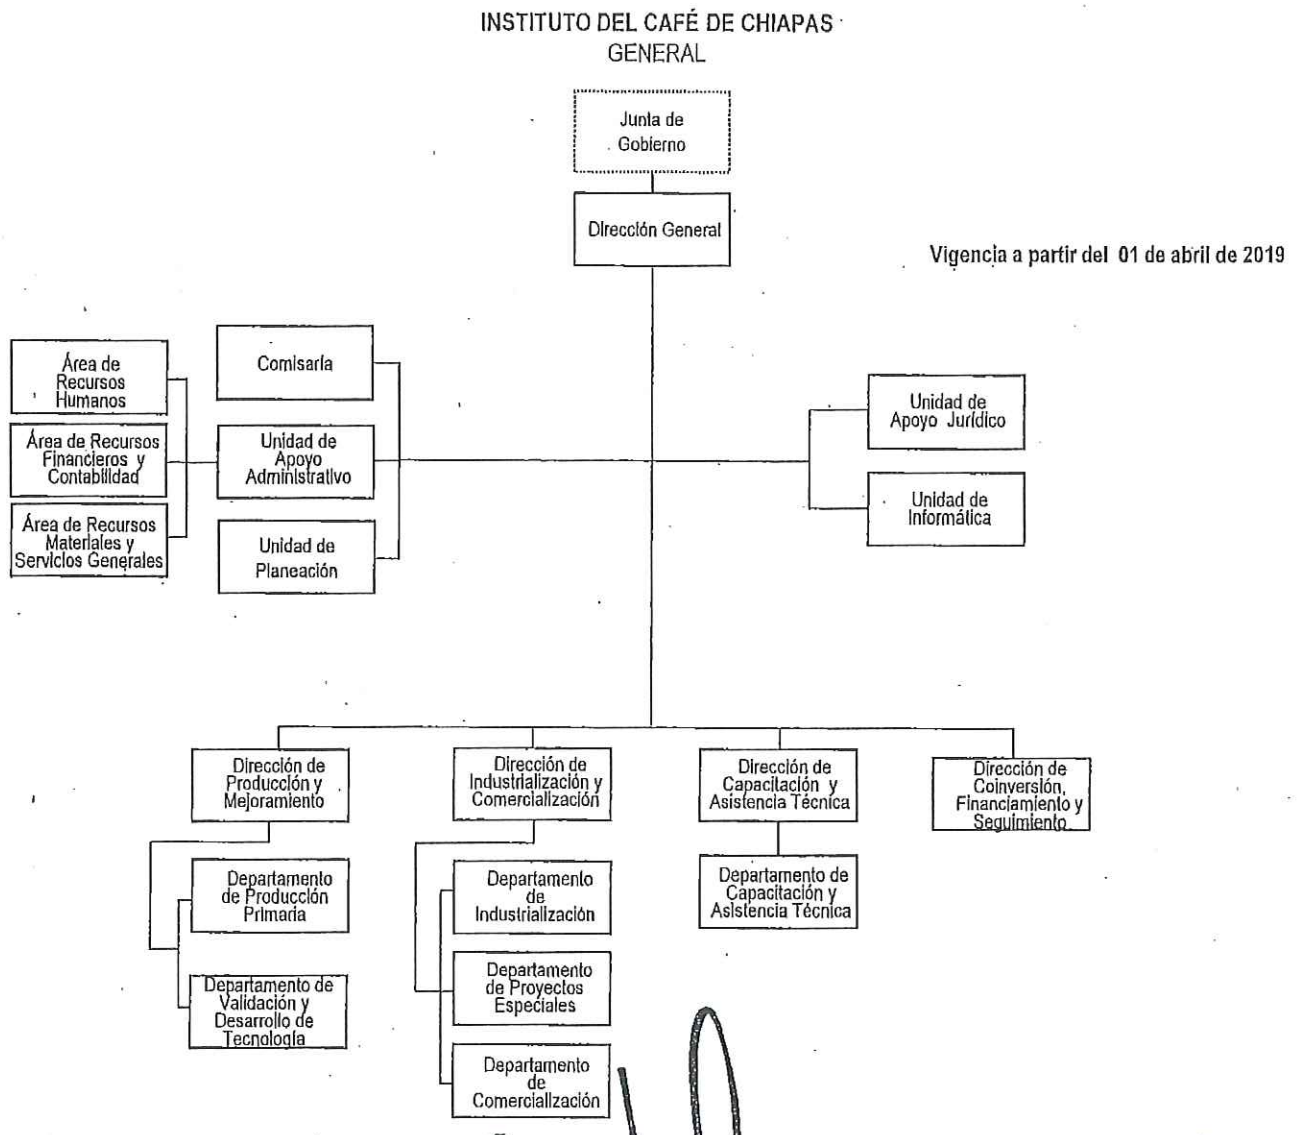 INSTITUTO DEL CAFÉ DE CHIAPAS
GENERAL
Junta de
Gobierno
Dirección General
Vigencia a partir del 01 de abril de 2019
Área de
Recursos
Humanos
Comisaría
Unidad de
Apoyo Jurídico
Área de Recursos
Financieros y
Contabilidad
Unidad de
Apoyo
Administrativo
Unidad de
Informática
Área de Recursos
Materiales y
Servicios Generales
Unidad de
Planeación
Dirección de
Producción y
Mejoramiento
Dirección de
Industrialización y
Comercialización
Dirección de
Capacitación y
Asistencia Técnica
Dirección de
Coinversión,
Financiamiento y
Seguimiento
Departamento
de Producción
Primaria
Departamento
de
Industrialización
Departamento de
Capacitación y
Asistencia Técnica
Departamento de
Validación y
Desarrollo de
Tecnología
Departamento
de Proyectos
Especiales
Departamento
de
Comercialización